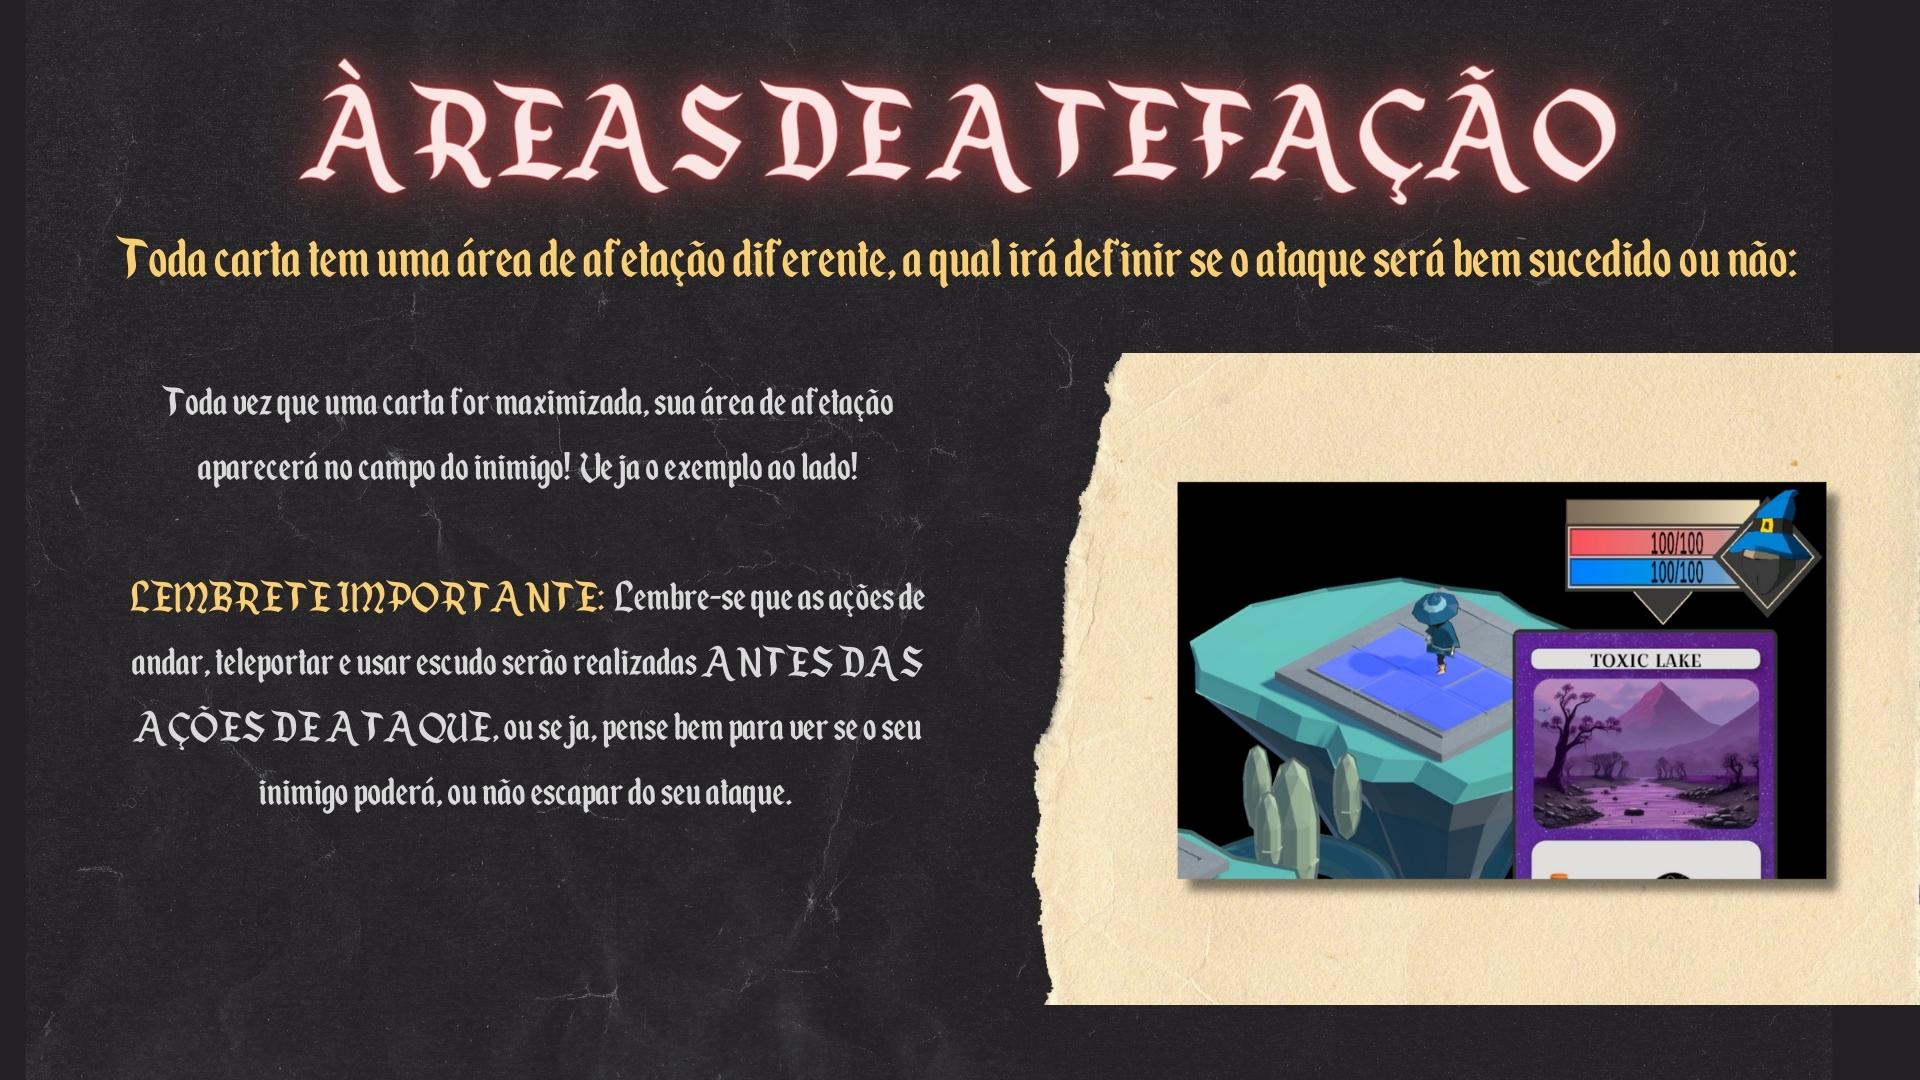 ÀREAS DE ATEFAÇÃO
Toda carta tem uma área de afetação diferente, a qual irá definir se o ataque será bem sucedido ou não:
Toda vez que uma carta for maximizada, sua área de afetação
aparecerá no campo do inimigo! Veja o exemplo ao lado!
LEMBRETE IMPORTANTE: Lembre-se que as ações de
andar, teleportar e usar escudo serão realizadas ANTES DAS
AÇÕES DE ATAQUE, ou seja, pense bem para ver se o seu
inimigo poderá, ou não escapar do seu ataque.
100/100
100/100
TOXIC LAKE